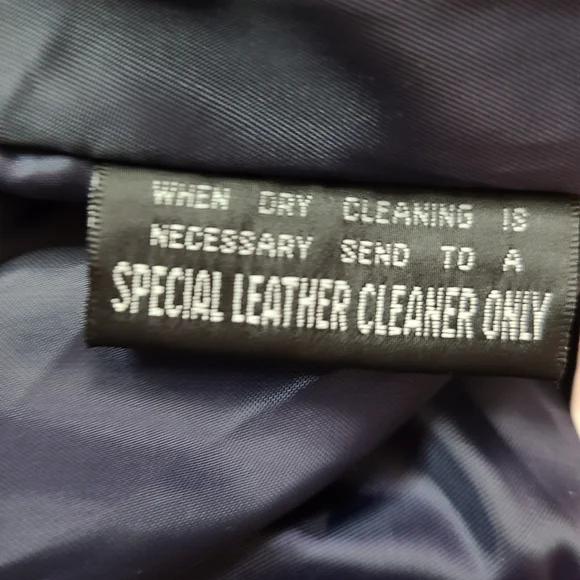 WHEN DRY CLEANING IS
NECESSARY SEND TO A
SPECIAL LEATHER CLEANER ONLY